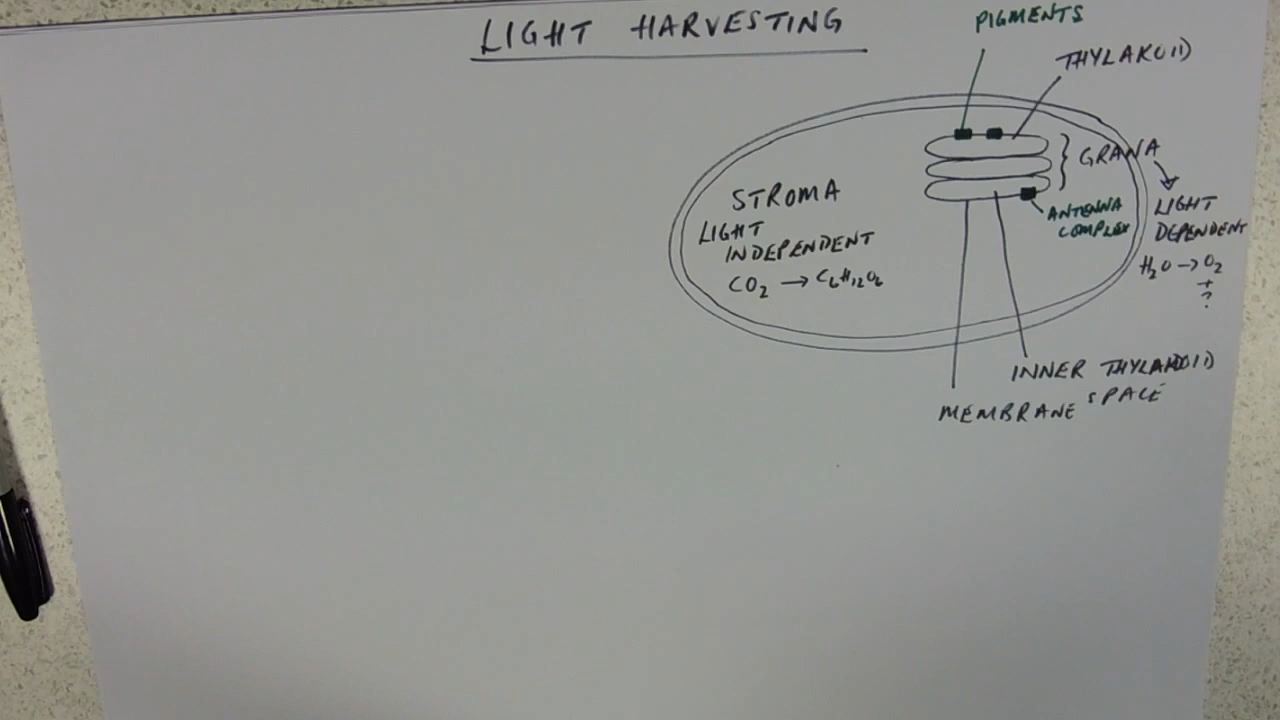 LIGHT HARVESTING
PIGMENTS
THYLAKOID
GRANA
STROMA
LIGHT
INDEPENDENT
CO2 → C6H12O6
ANTENNA
COMPLEX
LIGHT
DEPENDENT
H2O → O2
+
?
INNER THYLAKOID
SPACE
MEMBRANE